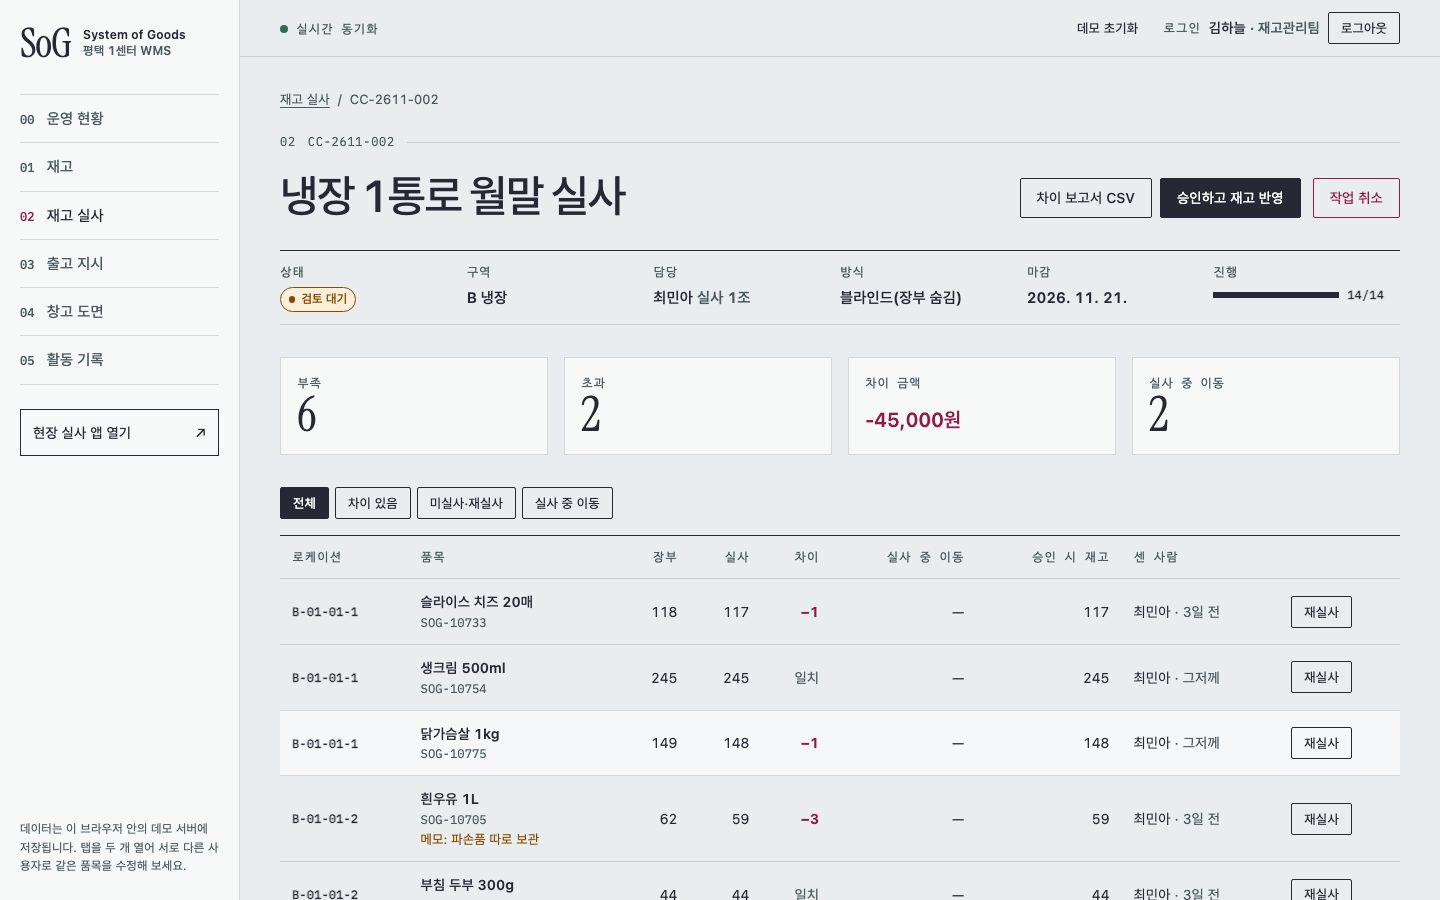 SoG
System of Goods
평택 1센터 WMS
00 운영 현황
01 재고
02 재고 실사
03 출고 지시
04 창고 도면
05 활동 기록
현장 실사 앱 열기 ↗
데이터는 이 브라우저 안의 데모 서버에
저장됩니다. 탭을 두 개 열어 서로 다른 사
용자로 같은 품목을 수정해 보세요.
실시간 동기화
데모 초기화
로그인 김하늘 · 재고관리팀
로그아웃
재고 실사 / CC-2611-002
02 CC-2611-002
냉장 1통로 월말 실사
차이 보고서 CSV
승인하고 재고 반영
작업 취소
상태 구역 담당 방식 마감 진행
검토 대기 B 냉장 최민아 실사 1조 블라인드(장부 숨김) 2026. 11. 21. 14/14
부족 초과 차이 금액 실사 중 이동
6 2 -45,000원 2
전체 차이 있음 미실사·재실사 실사 중 이동
로케이션 품목 장부 실사 차이 실사 중 이동 승인 시 재고 센 사람
슬라이스 치즈 20매
B-01-01-1 118 117 −1 — 117 최민아 · 3일 전 재실사
SOG-10733
생크림 500ml
B-01-01-1 245 245 일치 — 245 최민아 · 그저께 재실사
SOG-10754
닭가슴살 1kg
B-01-01-1 149 148 −1 — 148 최민아 · 그저께 재실사
SOG-10775
흰우유 1L
B-01-01-2 SOG-10705 62 59 −3 — 59 최민아 · 3일 전 재실사
메모: 파손품 따로 보관
부침 두부 300g
B-01-01-2 44 44 일치 — 44 최민아 · 3일 전 재실사